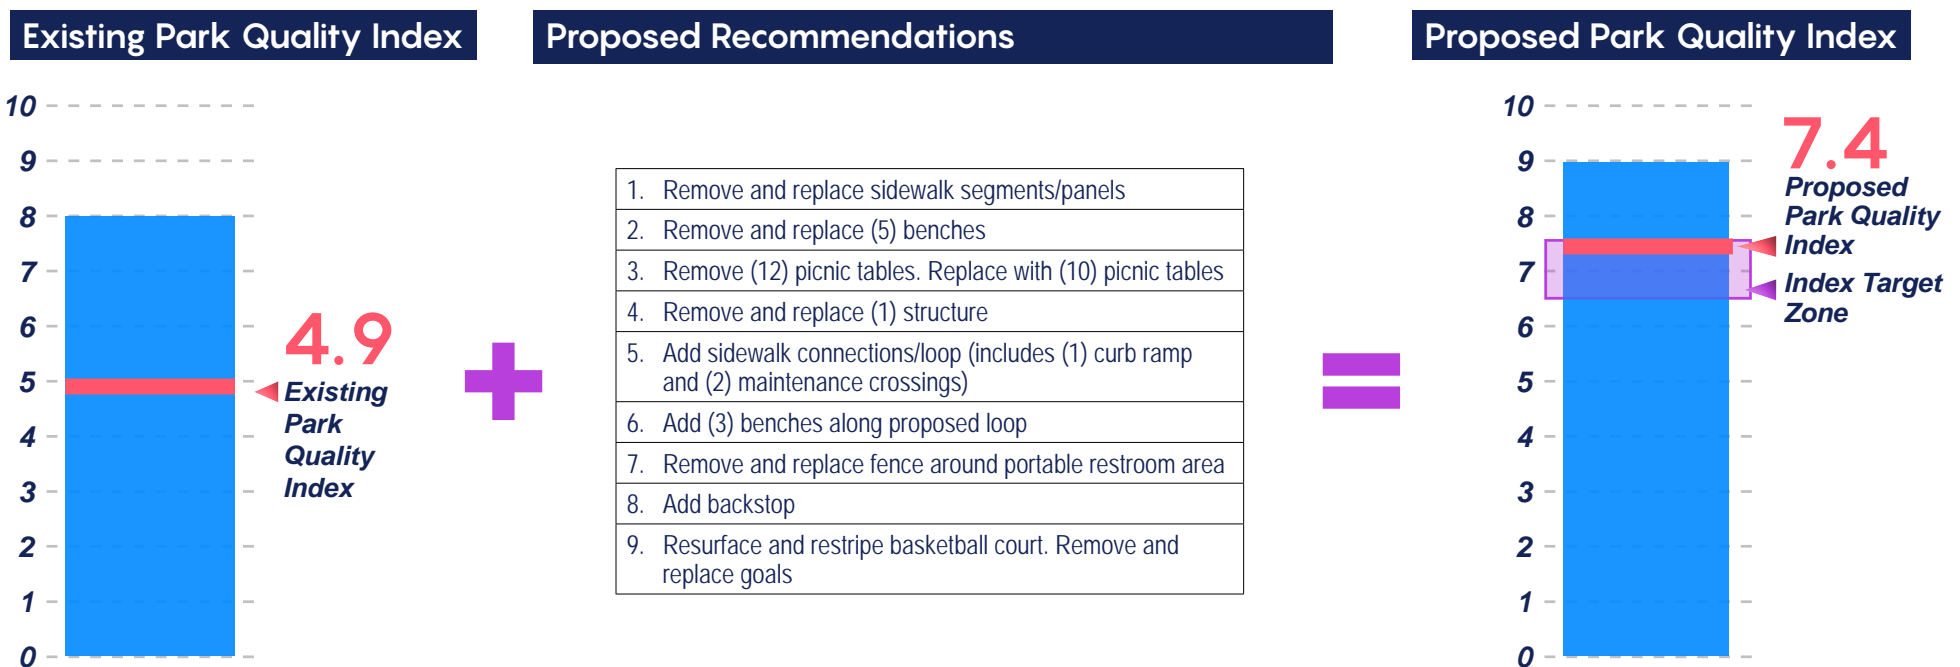 Existing Park Quality Index
10
9
8
7
6
5
4
3
2
1
0
4.9
Existing
Park
Quality
Index
Proposed Recommendations
1. Remove and replace sidewalk segments/panels
2. Remove and replace (5) benches
3. Remove (12) picnic tables. Replace with (10) picnic tables
4. Remove and replace (1) structure
5. Add sidewalk connections/loop (includes (1) curb ramp
and (2) maintenance crossings)
6. Add (3) benches along proposed loop
7. Remove and replace fence around portable restroom area
8. Add backstop
9. Resurface and restripe basketball court. Remove and
replace goals
Proposed Park Quality Index
10
9
8
7
6
5
4
3
2
1
0
7.4
Proposed
Park Quality
Index
Index Target
Zone